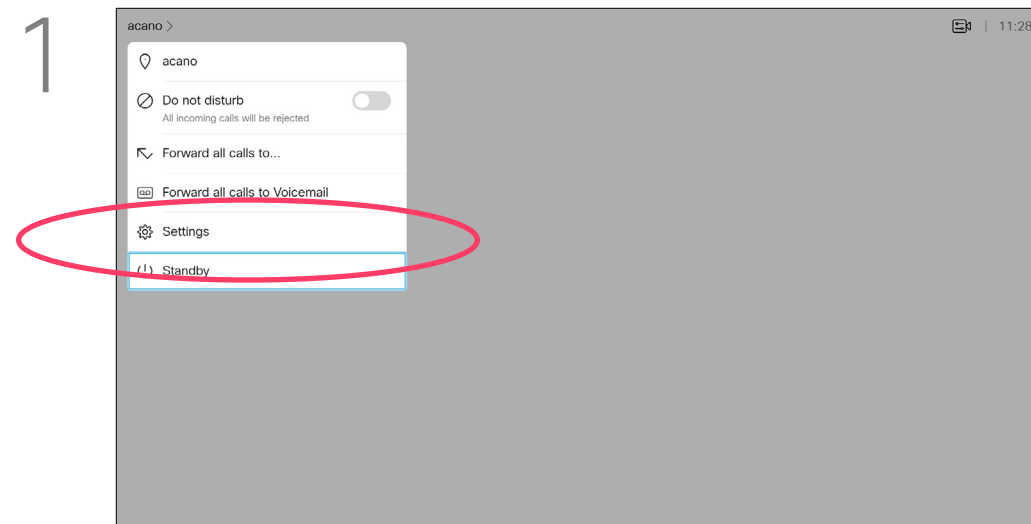 1
acano >
11:28
acano
Do not disturb
All incoming calls will be rejected
Forward all calls to...
Forward all calls to Voicemail
Settings
Standby